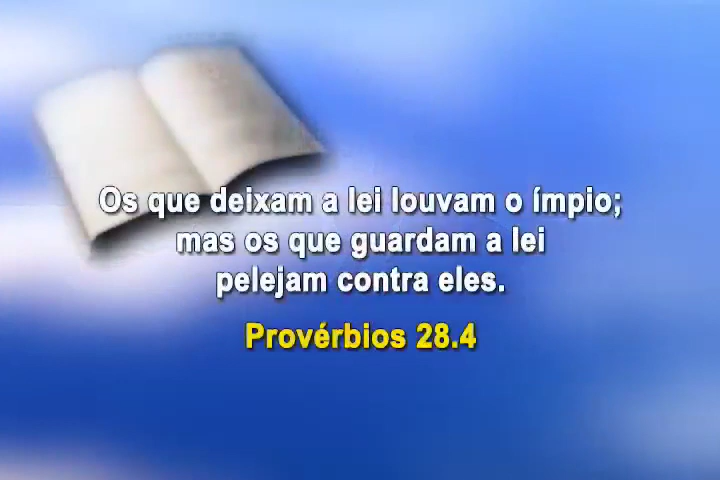 Os que deixam a lei louvam o ímpio;
mas os que guardam a lei
pelejam contra eles.
Provérbios 28.4